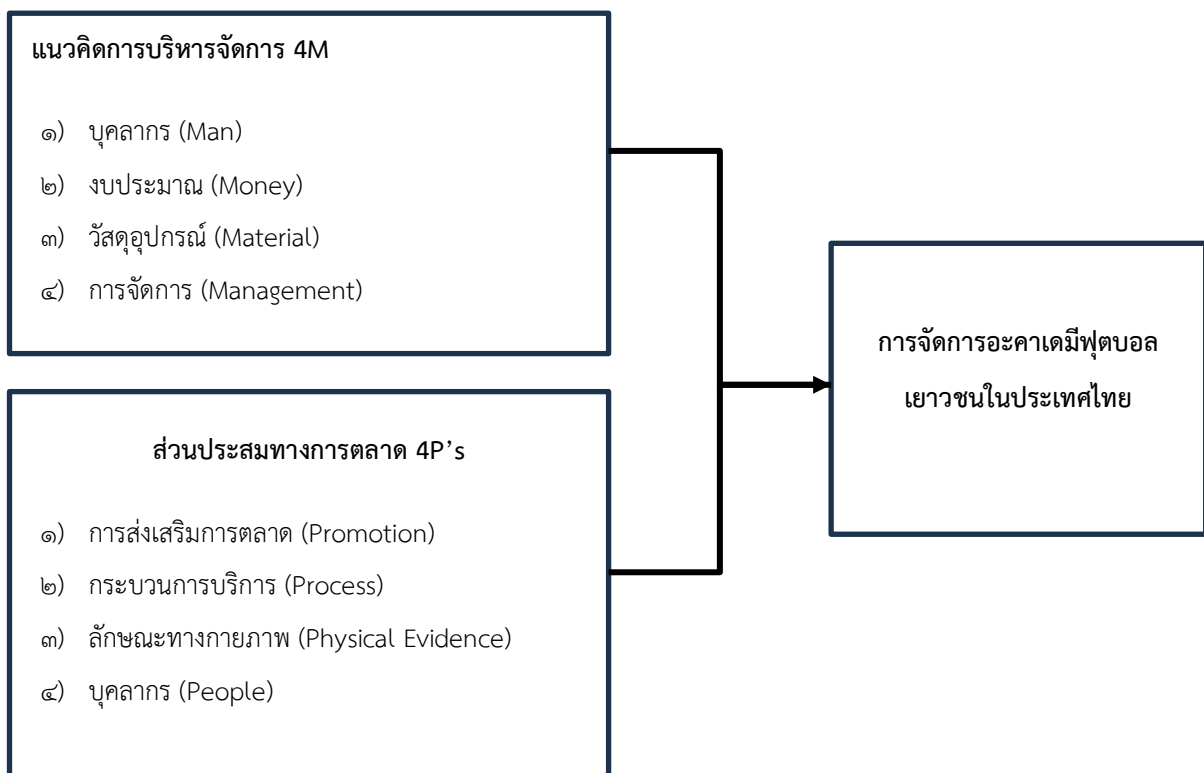 แนวคิดการบริหารจัดการ 4M
๑) บุคลากร (Man)
๒) งบประมาณ (Money)
๓) วัสดุอุปกรณ์ (Material)
๔) การจัดการ (Management)
ส่วนประสมทางการตลาด 4P’s
๑) การส่งเสริมการตลาด (Promotion)
๒) กระบวนการบริการ (Process)
๓) ลักษณะทางกายภาพ (Physical Evidence)
๔) บุคลากร (People)
การจัดการอะคาเดมีฟุตบอล
เยาวชนในประเทศไทย